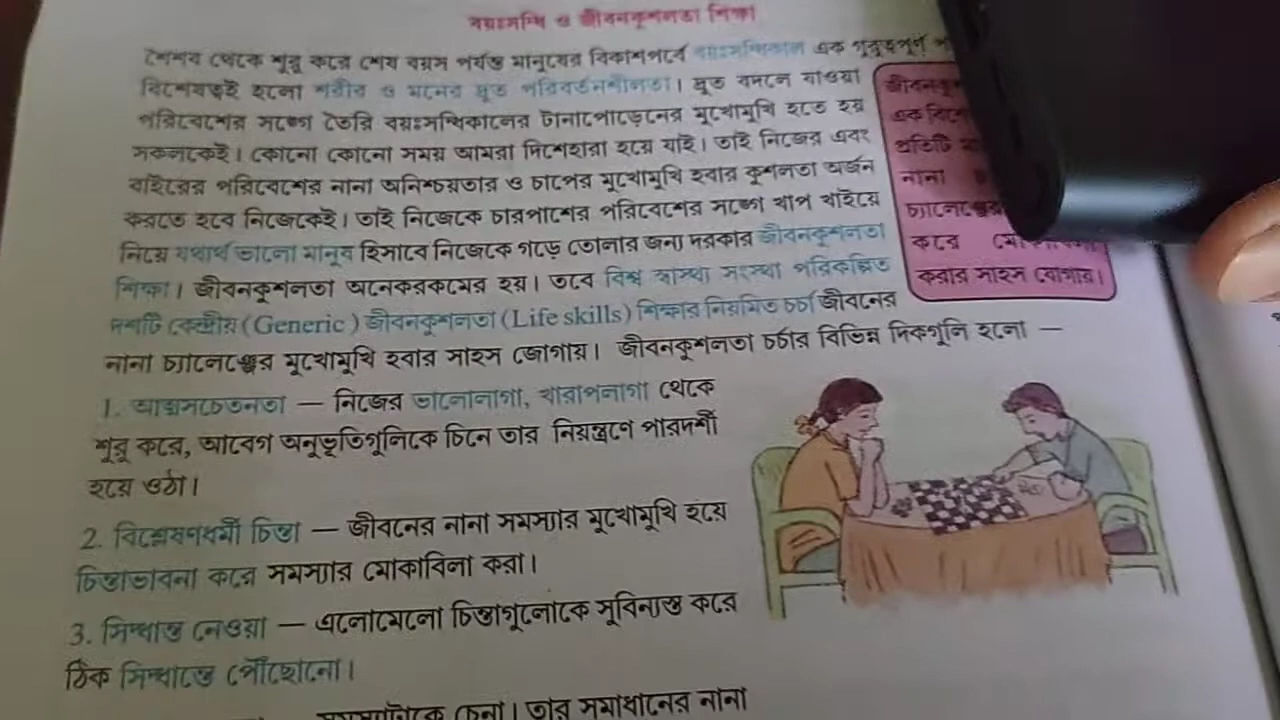 বয়ঃসন্ধি ও জীবনকুশলতা শিক্ষা
শৈশব থেকে শুরু করে শেষ বয়স পর্যন্ত মানুষের বিকাশপর্বে বয়ঃসন্ধিকাল এক গুরুত্বপূর্ণ
বিশেষত্বই হলো শরীর ও মনের দ্রুত পরিবর্তনশীলতা। দ্রুত বদলে যাওয়া
পরিবেশের সঙ্গে তৈরি বয়ঃসন্ধিকালের টানাপোড়েনের মুখোমুখি হতে হয়
সকলকেই। কোনো কোনো সময় আমরা দিশেহারা হয়ে যাই। তাই নিজের এবং
বাইরের পরিবেশের নানা অনিশ্চয়তার ও চাপের মুখোমুখি হবার কুশলতা অর্জন
করতে হবে নিজেকেই। তাই নিজেকে চারপাশের পরিবেশের সঙ্গে খাপ খাইয়ে
নিয়ে যথার্থ ভালো মানুষ হিসাবে নিজেকে গড়ে তোলার জন্য দরকার জীবনকুশলতা
শিক্ষা। জীবনকুশলতা অনেকরকমের হয়। তবে বিশ্ব স্বাস্থ্য সংস্থা পরিকল্পিত
দশটি কেন্দ্রীয় (Generic) জীবনকুশলতা (Life skills) শিক্ষার নিয়মিত চর্চা জীবনের
নানা চ্যালেঞ্জের মুখোমুখি হবার সাহস জোগায়। জীবনকুশলতা চর্চার বিভিন্ন দিকগুলি হলো —
এক
প্রতিটি
নানা
চ্যালেঞ্জের
করে
করার সাহস যোগায়।
1. আত্মসচেতনতা — নিজের ভালোলাগা, খারাপলাগা থেকে
শুরু করে, আবেগ অনুভূতিগুলিকে চিনে তার নিয়ন্ত্রণে পারদর্শী
হয়ে ওঠা।
2. বিশ্লেষণধর্মী চিন্তা — জীবনের নানা সমস্যার মুখোমুখি হয়ে
চিন্তাভাবনা করে সমস্যার মোকাবিলা করা।
3. সিদ্ধান্ত নেওয়া — এলোমেলো চিন্তাগুলোকে সুবিন্যস্ত করে
ঠিক সিদ্ধান্তে পৌঁছোনো।
চেনা। তার সমাধানের নানা